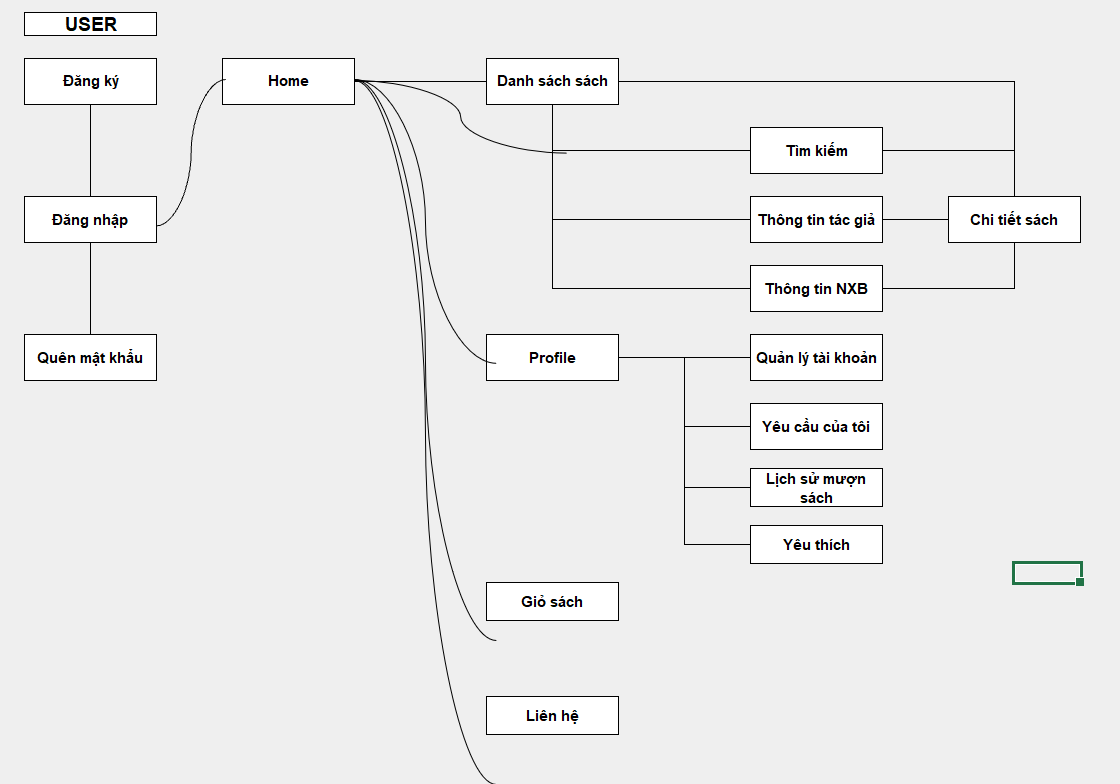 USER
Đăng ký
Home
Danh sách sách
Tìm kiếm
Đăng nhập
Thông tin tác giả
Chi tiết sách
Thông tin NXB
Quên mật khẩu
Profile
Quản lý tài khoản
Yêu cầu của tôi
Lịch sử mượn
sách
Yêu thích
Giỏ sách
Liên hệ